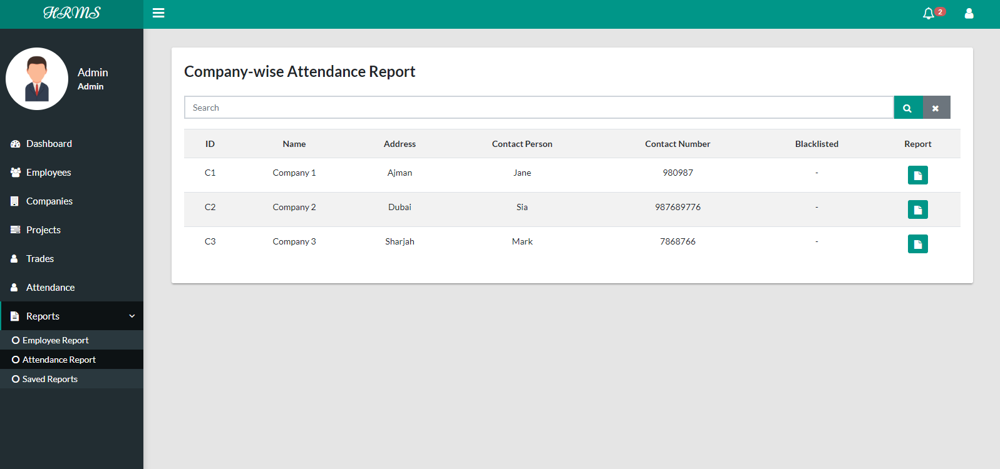 HRMS
2
Admin
Admin
Dashboard
Employees
Companies
Projects
Trades
Attendance
Reports
Employee Report
Attendance Report
Saved Reports
Company-wise Attendance Report
Search
ID Name Address Contact Person Contact Number Blacklisted Report
C1 Company 1 Ajman Jane 980987 -
C2 Company 2 Dubai Sia 987689776 -
C3 Company 3 Sharjah Mark 7868766 -